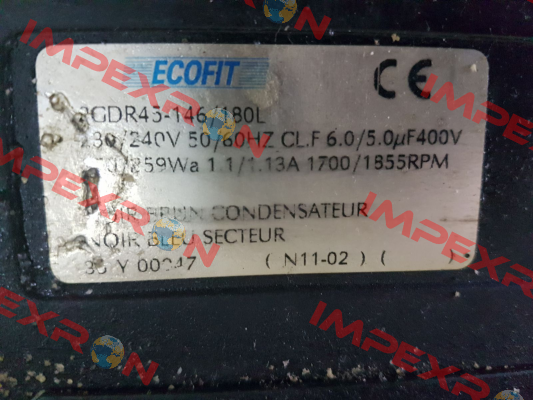 ECOFIT CE
GDR45-146/180L
230/240V 50/60HZ CL.F 6.0/5.0µF400V
/259Wa 1.1/1.13A 1700/1855RPM
BRUN CONDENSATEUR
NOIR BLEU SECTEUR
( N11-02 ) ( )
IMPEXRON
IMPEXRON
IMPEXRON
IMPEXRON
IMPEXRON